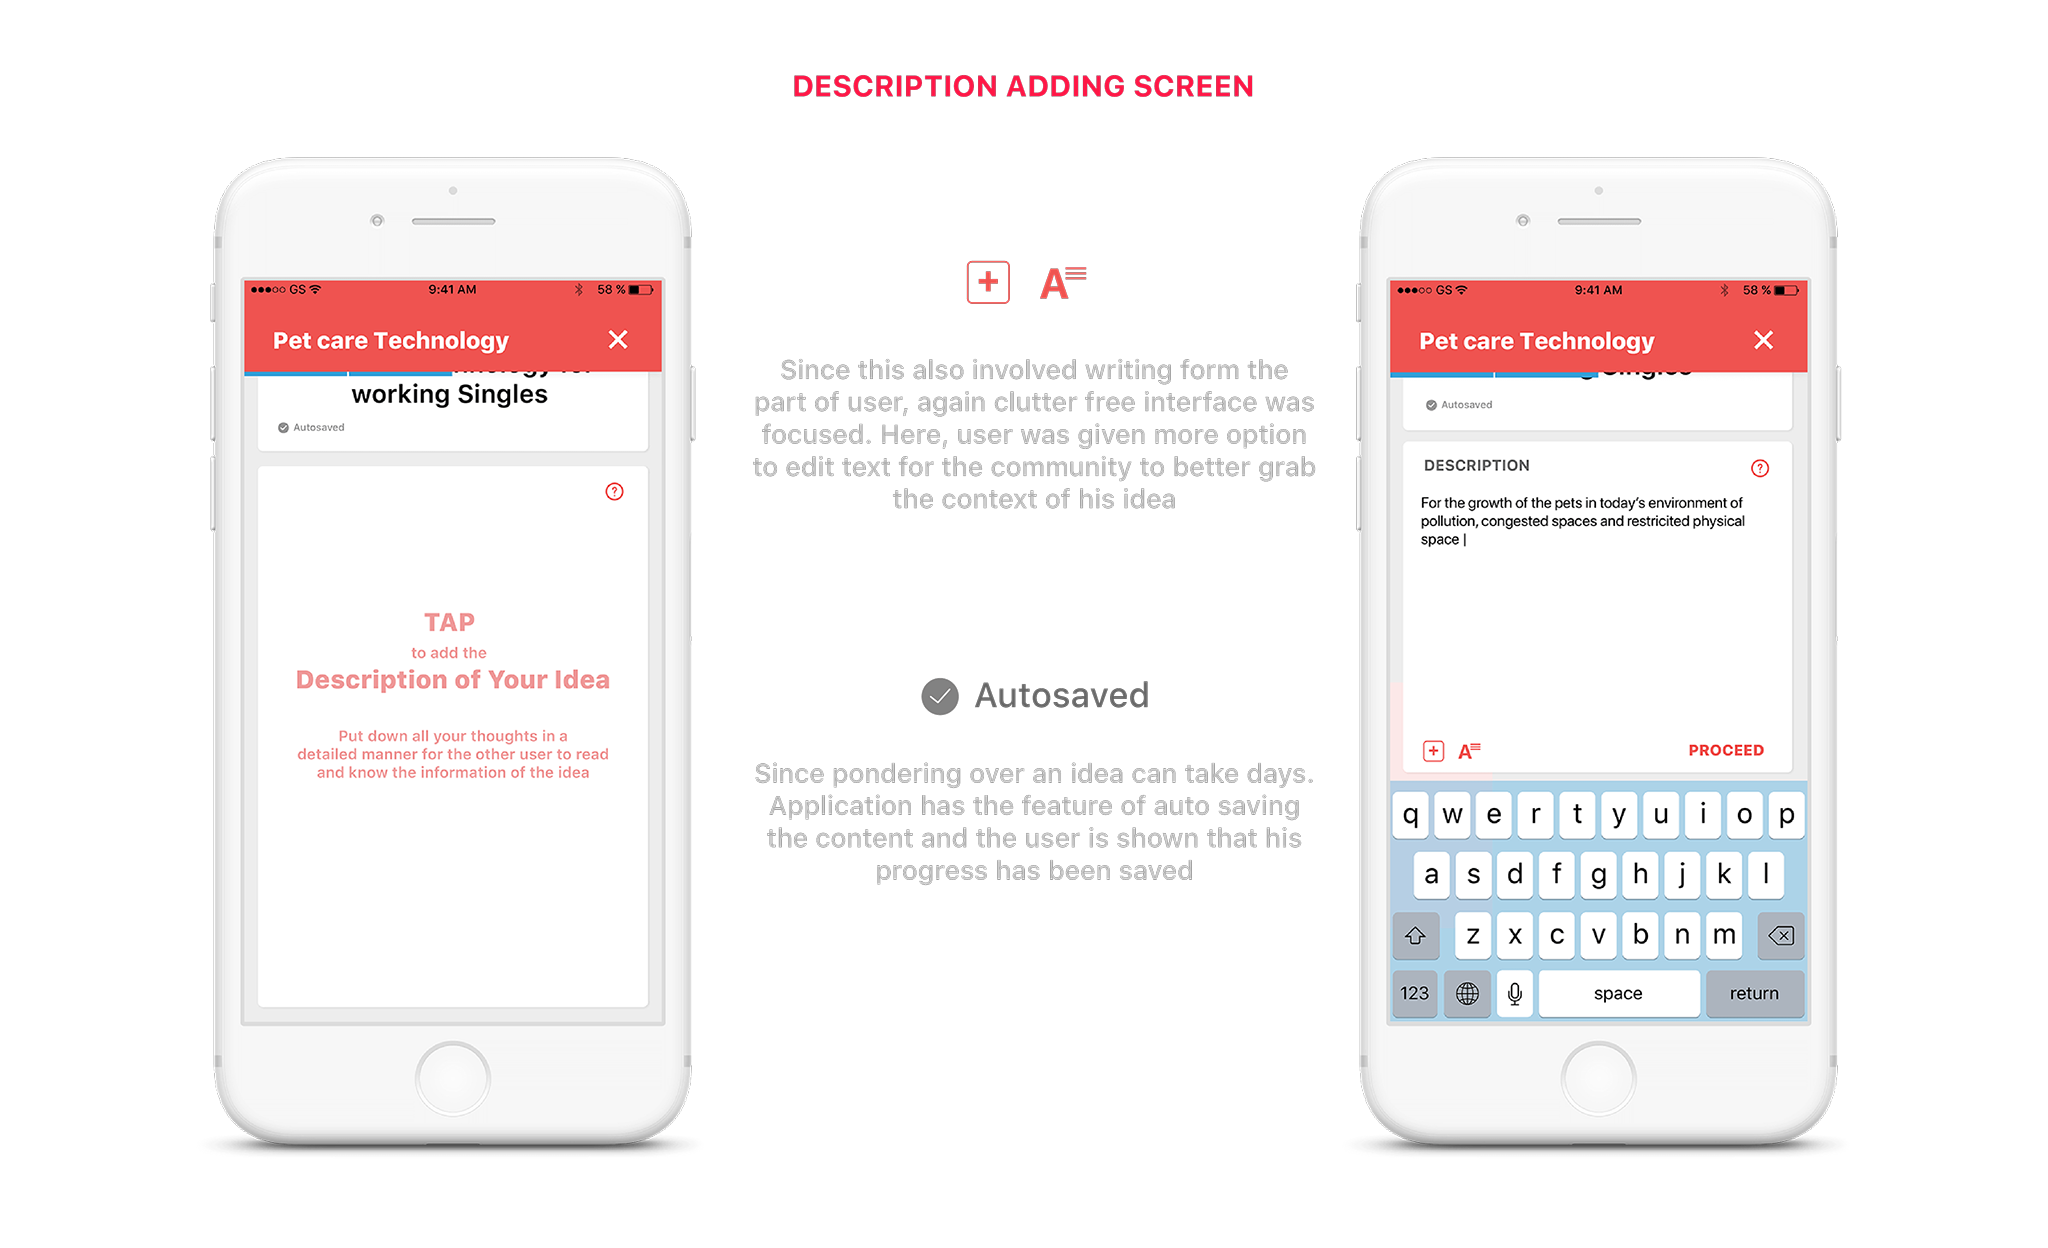 DESCRIPTION ADDING SCREEN
GS
9:41 AM
58 %
Pet care Technology
working Singles
Autosaved
TAP
to add the
Description of Your Idea
Put down all your thoughts in a
detailed manner for the other user to read
and know the information of the idea
A
Since this also involved writing form the
part of user, again clutter free interface was
focused. Here, user was given more option
to edit text for the community to better grab
the context of his idea
Autosaved
Since pondering over an idea can take days.
Application has the feature of auto saving
the content and the user is shown that his
progress has been saved
GS
9:41 AM
58 %
Pet care Technology
Autosaved
DESCRIPTION
?
For the growth of the pets in today's environment of
pollution, congested spaces and restricited physical
space
A
PROCEED
q w e r t y u i o p
a s d f g h j k l
z x c v b n m
123
space
return